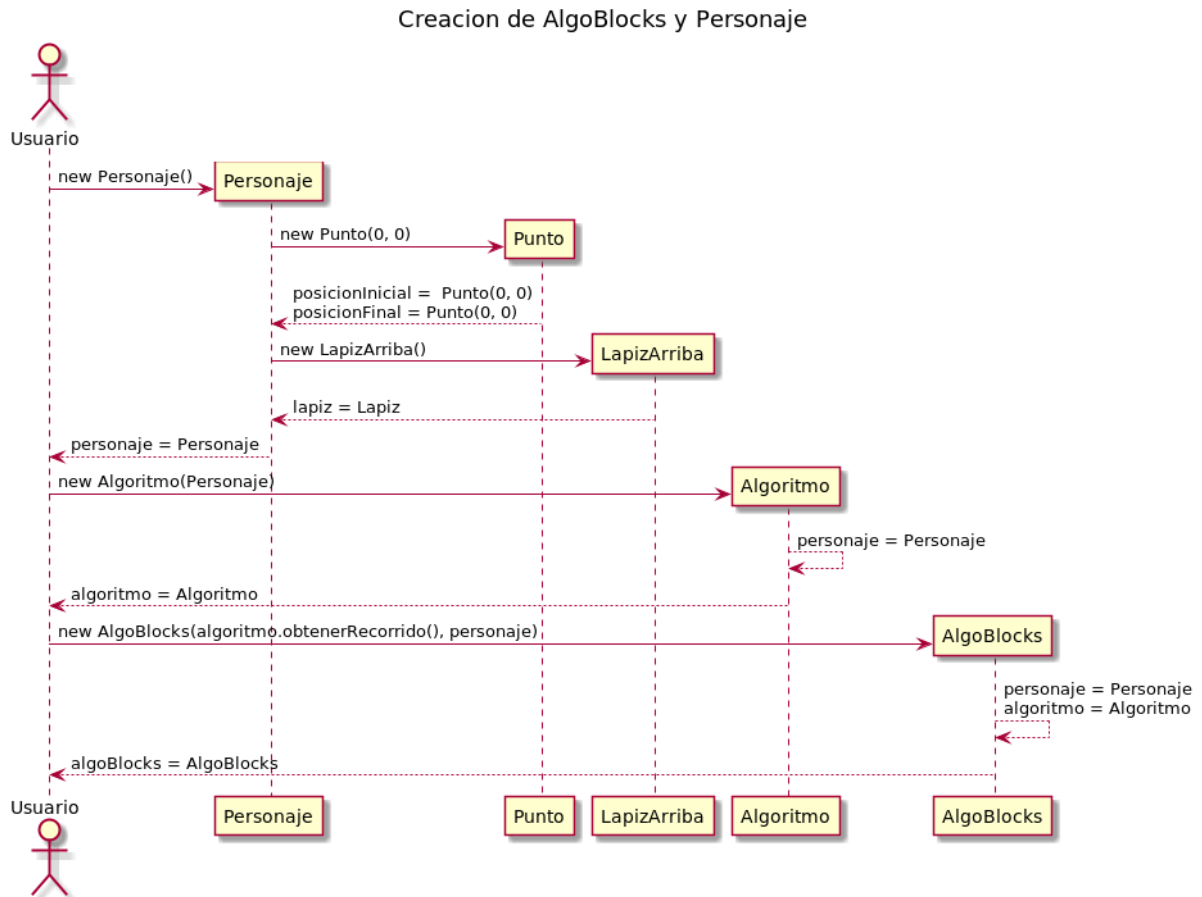 Creacion de AlgoBlocks y Personaje
Usuario
new Personaje()
Personaje
new Punto(0, 0)
Punto
posicionInicial =  Punto(0, 0)
posicionFinal = Punto(0, 0)
new LapizArriba()
LapizArriba
lapiz = Lapiz
personaje = Personaje
new Algoritmo(Personaje)
Algoritmo
personaje = Personaje
algoritmo = Algoritmo
new AlgoBlocks(algoritmo.obtenerRecorrido(), personaje)
AlgoBlocks
personaje = Personaje
algoritmo = Algoritmo
algoBlocks = AlgoBlocks
Usuario
Personaje
Punto
LapizArriba
Algoritmo
AlgoBlocks